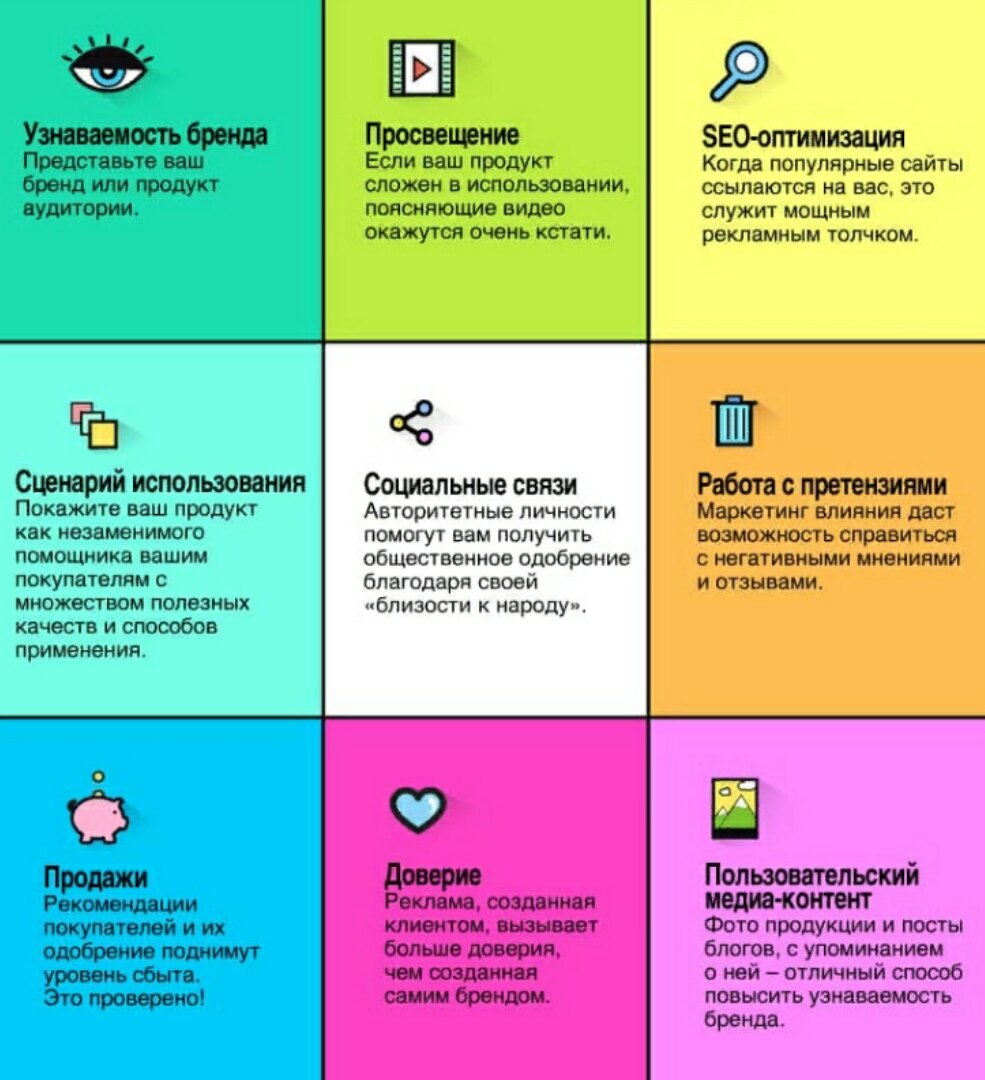 Узнаваемость бренда
Представьте ваш
бренд или продукт
аудитории.
Просвещение
Если ваш продукт
сложен в использовании,
поясняющие видео
окажутся очень кстати.
SEO-оптимизация
Когда популярные сайты
ссылаются на вас, это
служит мощным
рекламным толчком.
Сценарий использования
Покажите ваш продукт
как незаменимого
помощника вашим
покупателям с
множеством полезных
качеств и способов
применения.
Социальные связи
Авторитетные личности
помогут вам получить
общественное одобрение
благодаря своей
«близости к народу».
Работа с претензиями
Маркетинг влияния даст
возможность справиться
с негативными мнениями
и отзывами.
Продажи
Рекомендации
покупателей и их
одобрение поднимут
уровень сбыта.
Это проверено!
Доверие
Реклама, созданная
клиентом, вызывает
больше доверия,
чем созданная
самим брендом.
Пользовательский
медиа-контент
Фото продукции и посты
блогов, с упоминанием
о ней – отличный способ
повысить узнаваемость
бренда.